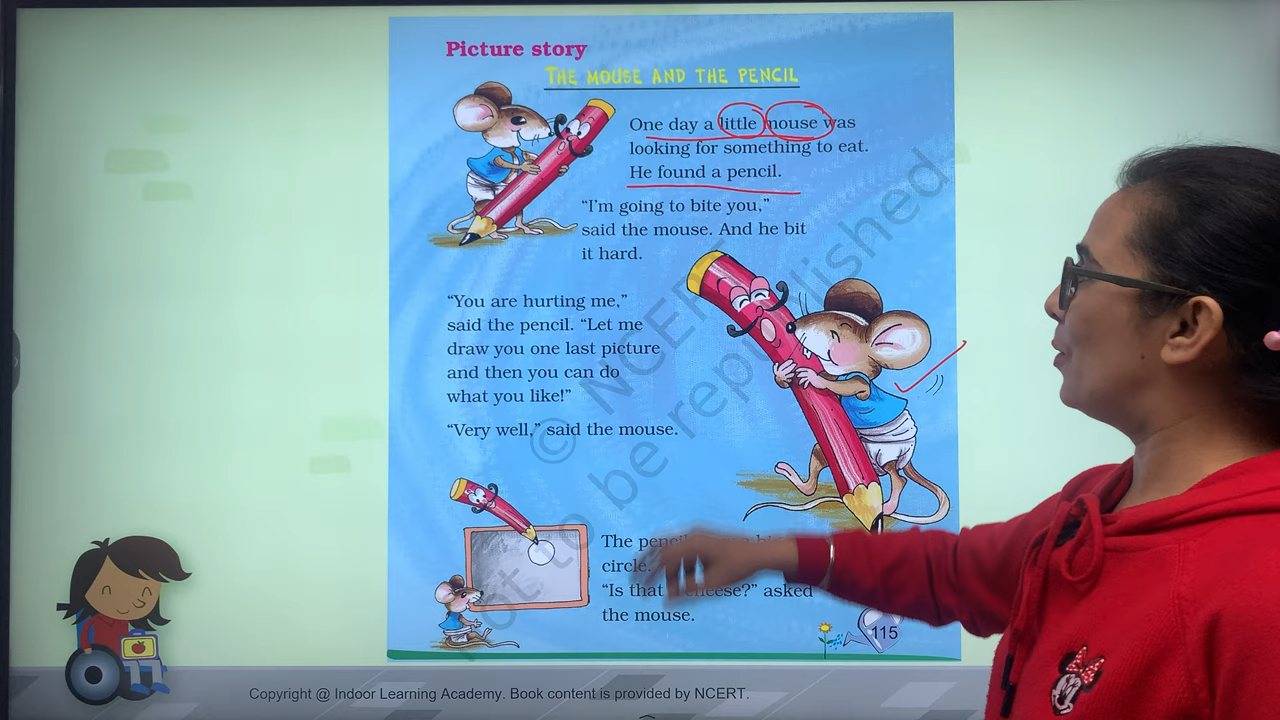 Picture story
THE MOUSE AND THE PENCIL
One day a little mouse was
looking for something to eat.
He found a pencil.
"I'm going to bite you,"
said the mouse. And he bit
it hard.
"You are hurting me,"
said the pencil. "Let me
draw you one last picture
and then you can do
what you like!"
"Very well," said the mouse.
The
circle.
"Is that cheese?" asked
the mouse.
115
© NCERT
not to be republished
Copyright @ Indoor Learning Academy. Book content is provided by NCERT.